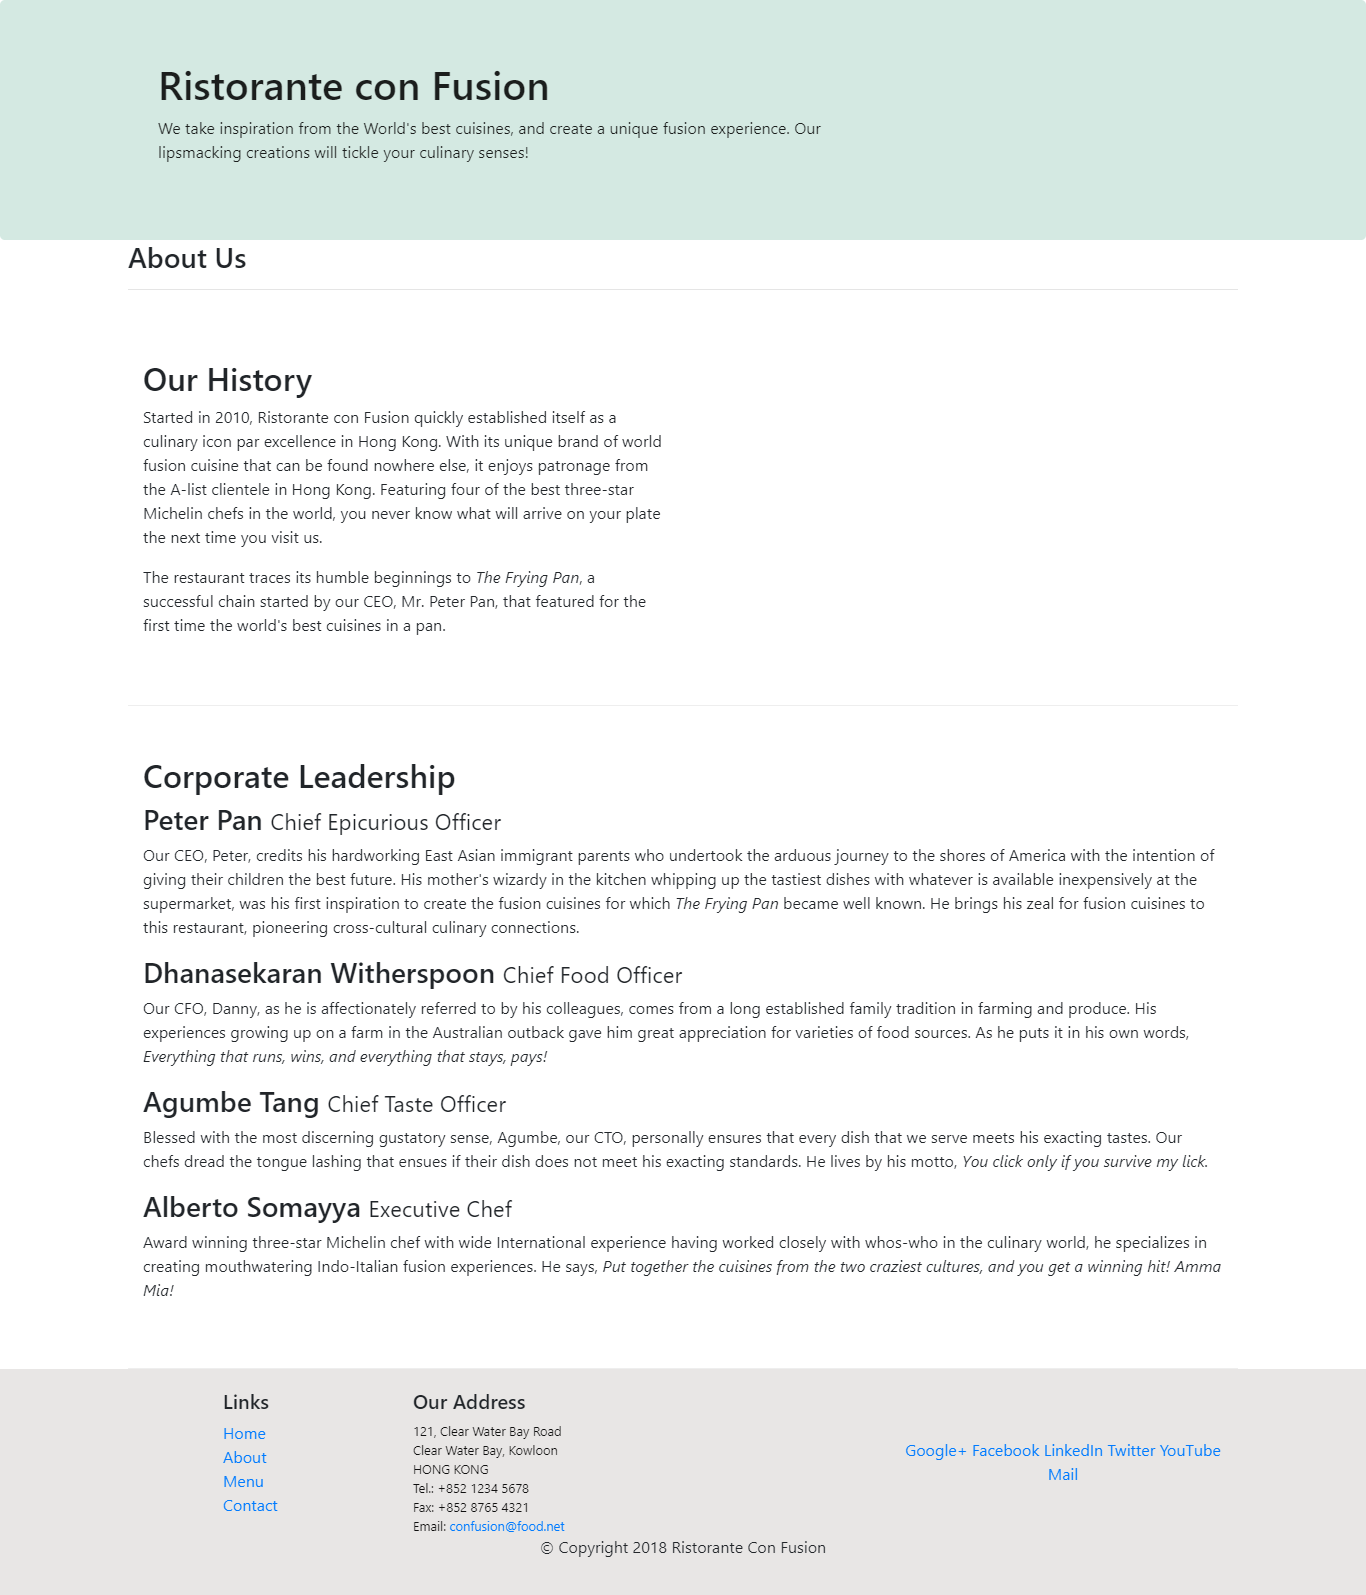 Ristorante con Fusion
We take inspiration from the World's best cuisines, and create a unique fusion experience. Our
lipsmacking creations will tickle your culinary senses!
About Us
Our History
Started in 2010, Ristorante con Fusion quickly established itself as a
culinary icon par excellence in Hong Kong. With its unique brand of world
fusion cuisine that can be found nowhere else, it enjoys patronage from
the A-list clientele in Hong Kong. Featuring four of the best three-star
Michelin chefs in the world, you never know what will arrive on your plate
the next time you visit us.
The restaurant traces its humble beginnings to The Frying Pan, a
successful chain started by our CEO, Mr. Peter Pan, that featured for the
first time the world's best cuisines in a pan.
Corporate Leadership
Peter Pan Chief Epicurious Officer
Our CEO, Peter, credits his hardworking East Asian immigrant parents who undertook the arduous journey to the shores of America with the intention of
giving their children the best future. His mother's wizardy in the kitchen whipping up the tastiest dishes with whatever is available inexpensively at the
supermarket, was his first inspiration to create the fusion cuisines for which The Frying Pan became well known. He brings his zeal for fusion cuisines to
this restaurant, pioneering cross-cultural culinary connections.
Dhanasekaran Witherspoon Chief Food Officer
Our CFO, Danny, as he is affectionately referred to by his colleagues, comes from a long established family tradition in farming and produce. His
experiences growing up on a farm in the Australian outback gave him great appreciation for varieties of food sources. As he puts it in his own words,
Everything that runs, wins, and everything that stays, pays!
Agumbe Tang Chief Taste Officer
Blessed with the most discerning gustatory sense, Agumbe, our CTO, personally ensures that every dish that we serve meets his exacting tastes. Our
chefs dread the tongue lashing that ensues if their dish does not meet his exacting standards. He lives by his motto, You click only if you survive my lick.
Alberto Somayya Executive Chef
Award winning three-star Michelin chef with wide International experience having worked closely with whos-who in the culinary world, he specializes in
creating mouthwatering Indo-Italian fusion experiences. He says, Put together the cuisines from the two craziest cultures, and you get a winning hit! Amma
Mia!
Links
Home
About
Menu
Contact
Our Address
121, Clear Water Bay Road
Clear Water Bay, Kowloon
HONG KONG
Tel.: +852 1234 5678
Fax: +852 8765 4321
Email: confusion@food.net
Google+ Facebook LinkedIn Twitter YouTube
Mail
© Copyright 2018 Ristorante Con Fusion